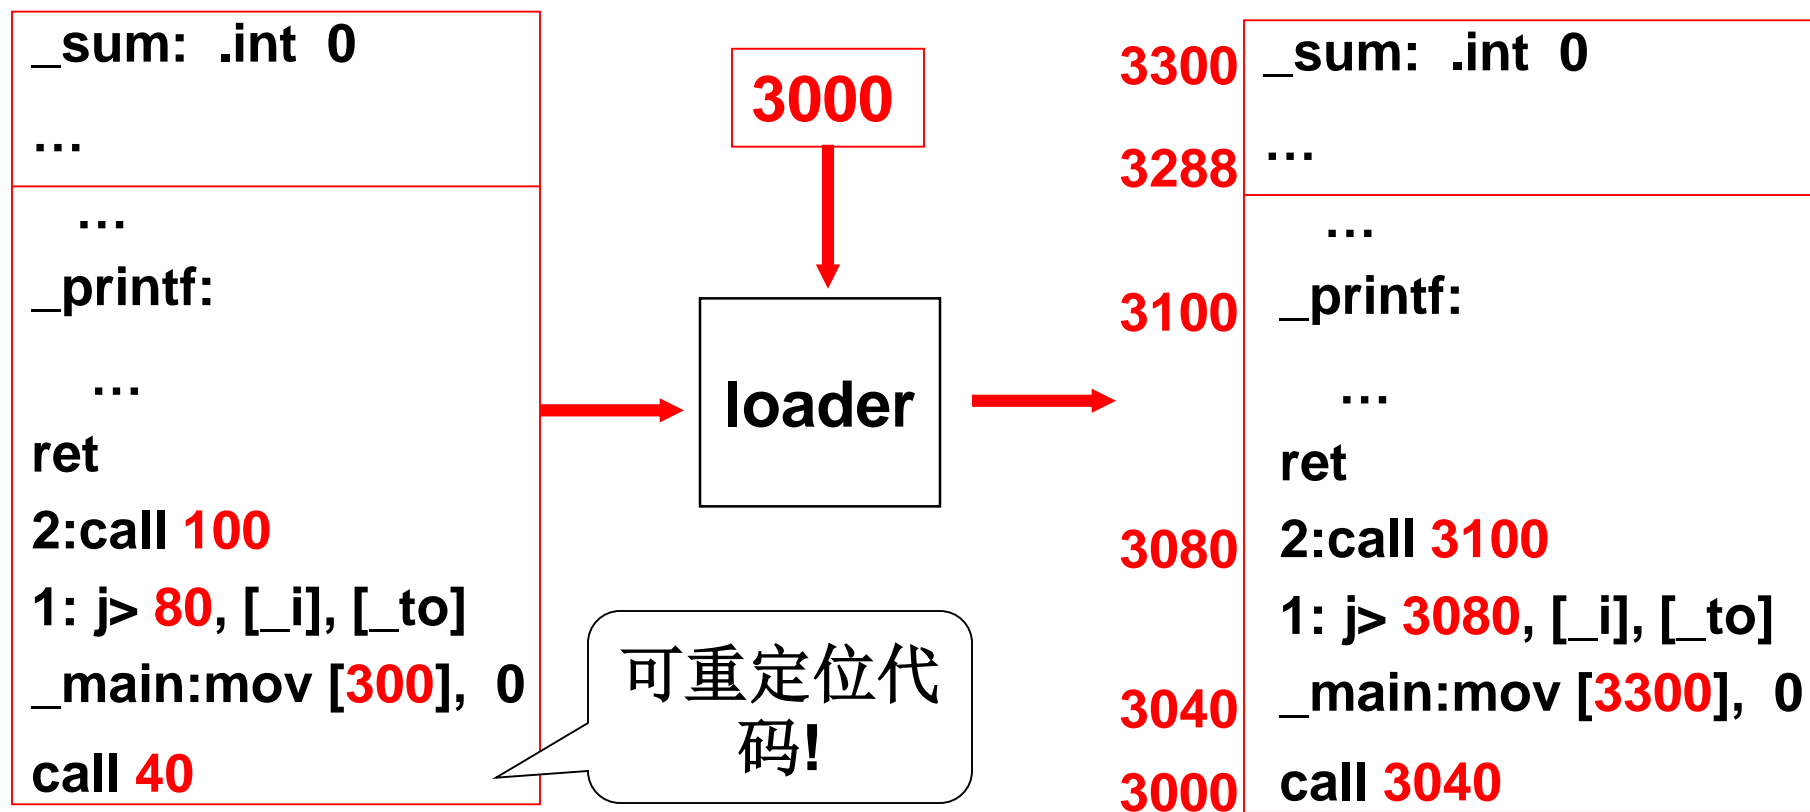 _sum: .int 0
…
…
_printf:
…
ret
2:call 100
1: j> 80, [_i], [_to]
_main:mov [300], 0
call 40
3000
loader
可重定位代
码!
3300 _sum: .int 0
3288 …
…
3100 _printf:
…
ret
3080 2:call 3100
1: j> 3080, [_i], [_to]
3040 _main:mov [3300], 0
3000 call 3040